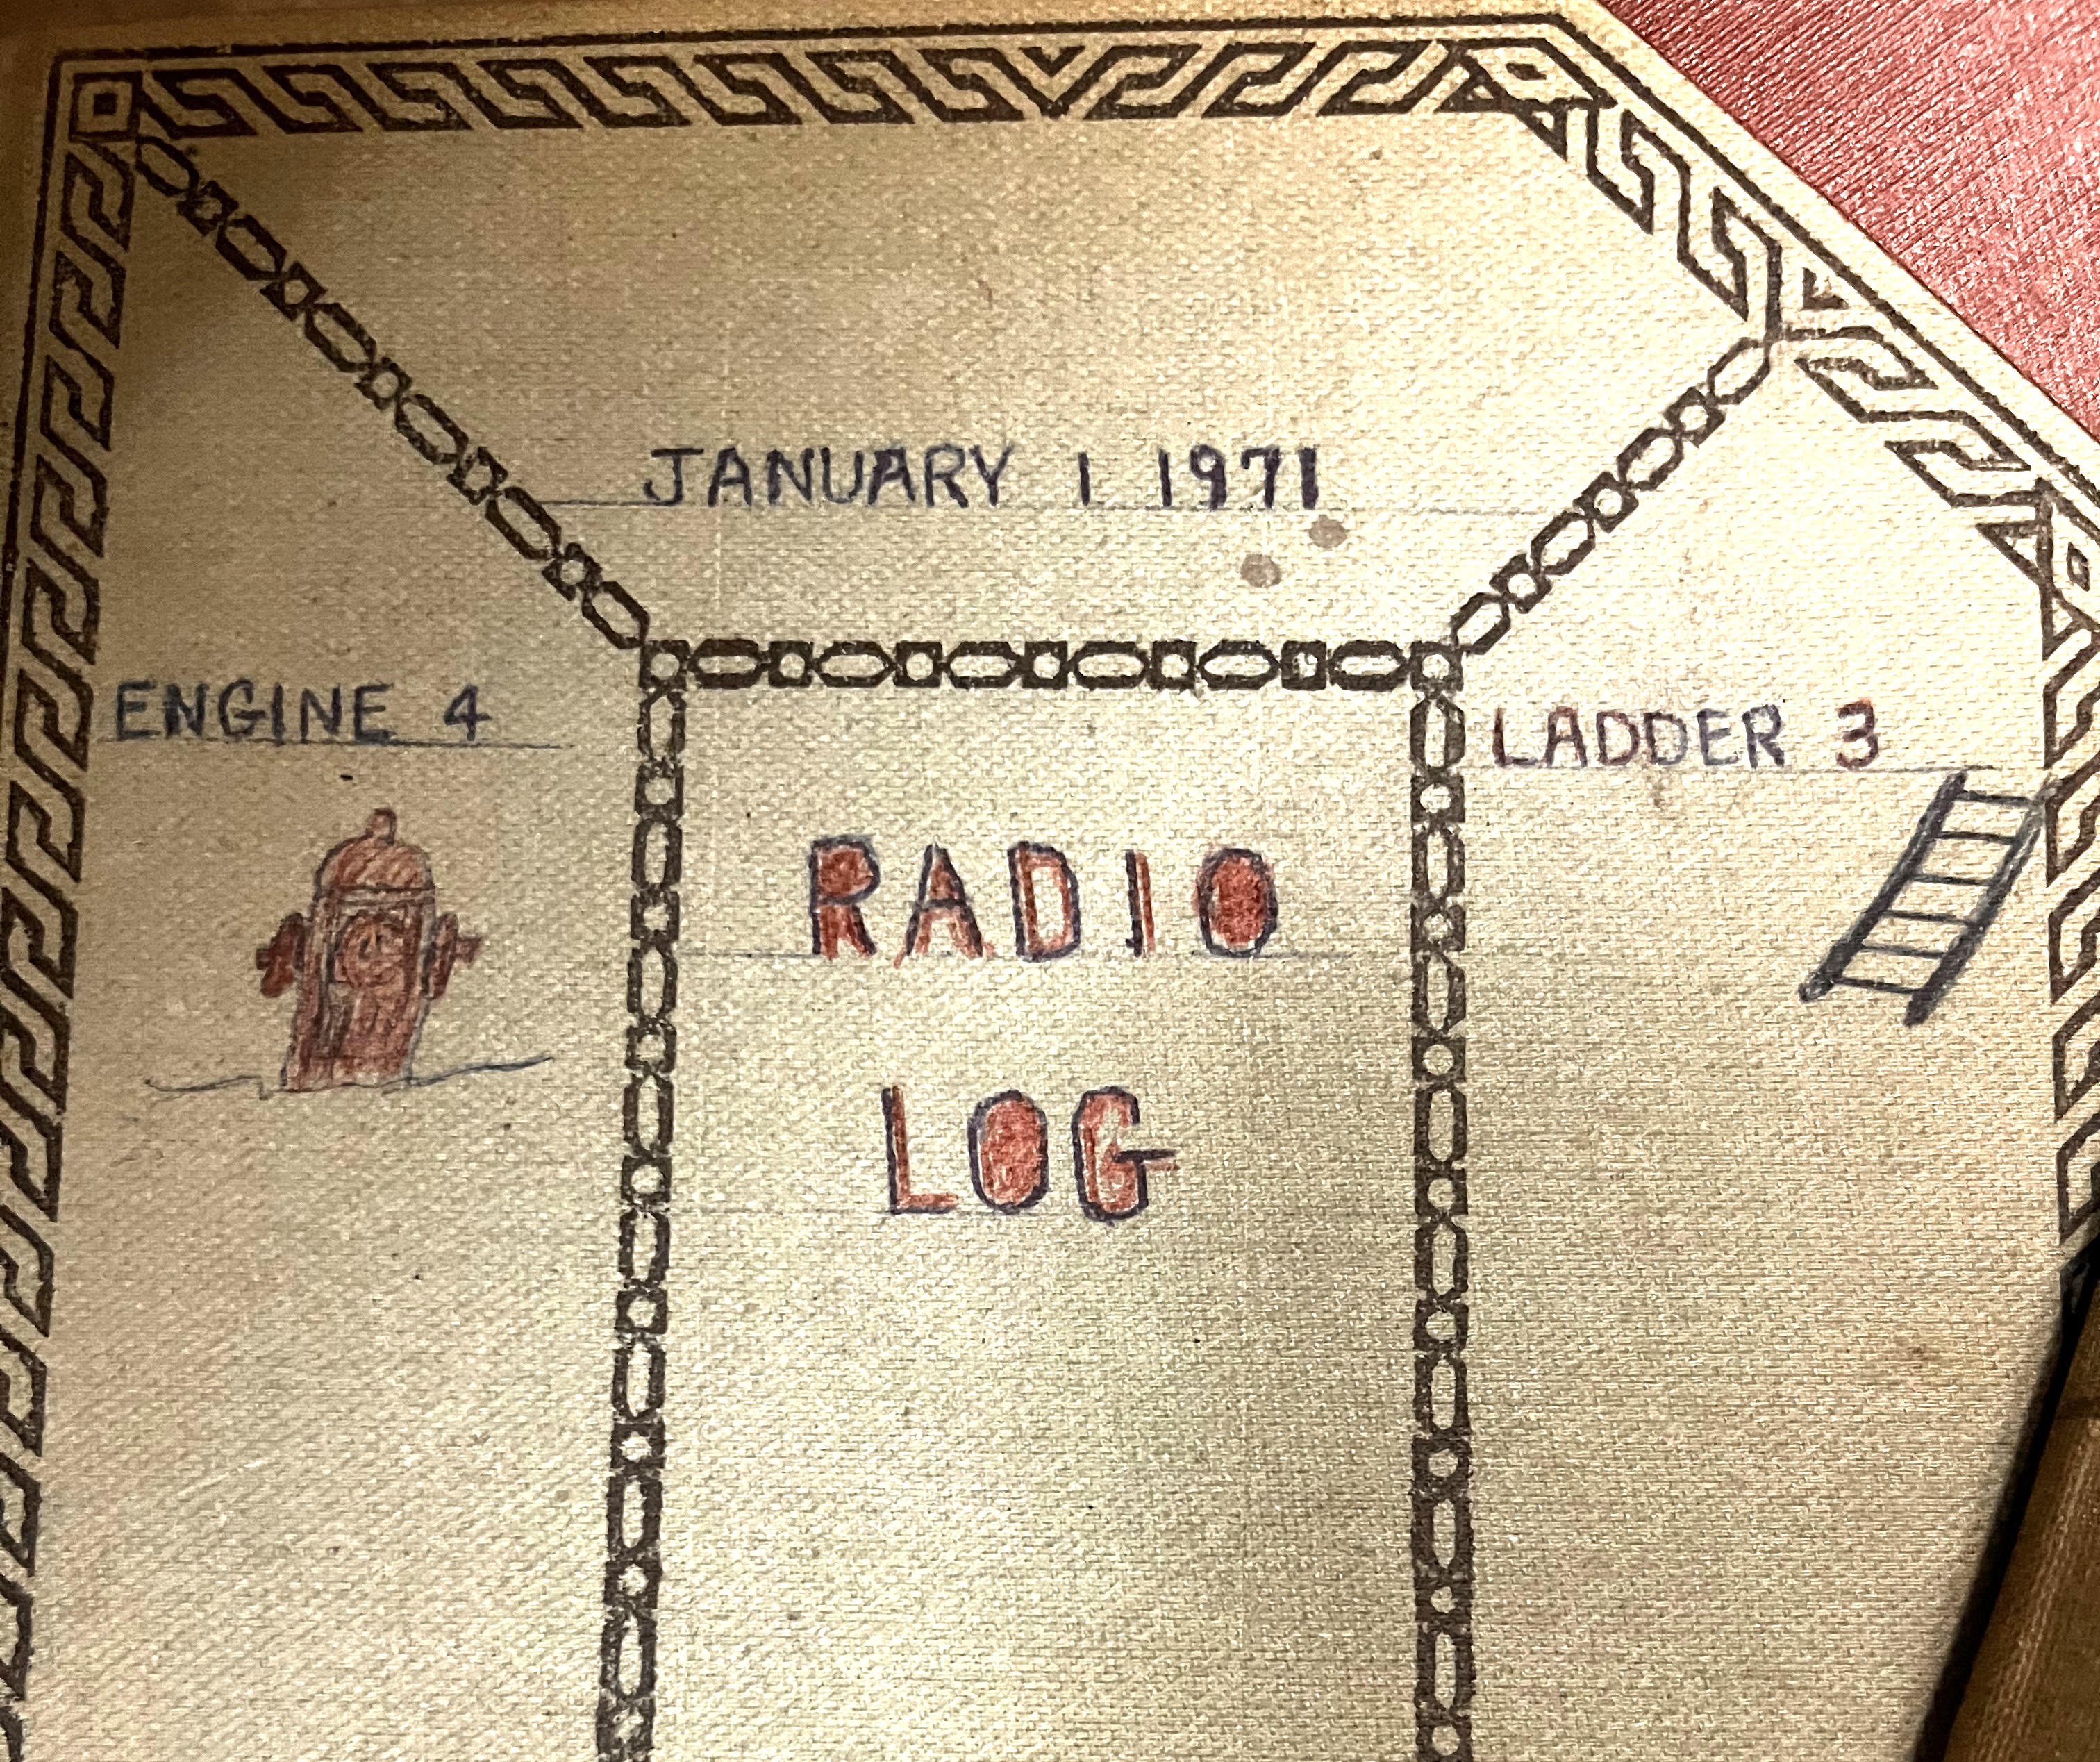 JANUARY 1 1971
ENGINE 4
LADDER 3
RADIO
LOG